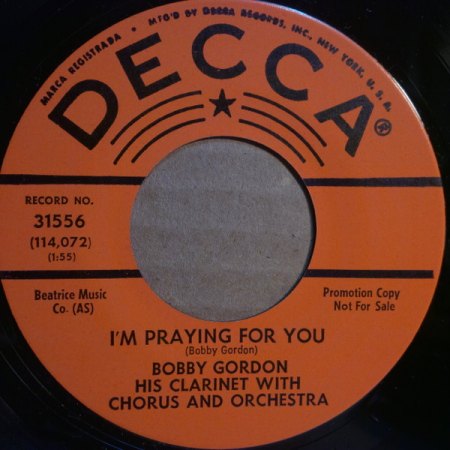 MARCA REGISTRADA • MF'D BY DECCA RECORDS, INC., NEW YORK, U.S.A.
DECCA®
RECORD NO.
31556
(114,072)
(1:55)
Beatrice Music
Co. (AS)
Promotion Copy
Not For Sale
I'M PRAYING FOR YOU
(Bobby Gordon)
BOBBY GORDON
HIS CLARINET WITH
CHORUS AND ORCHESTRA